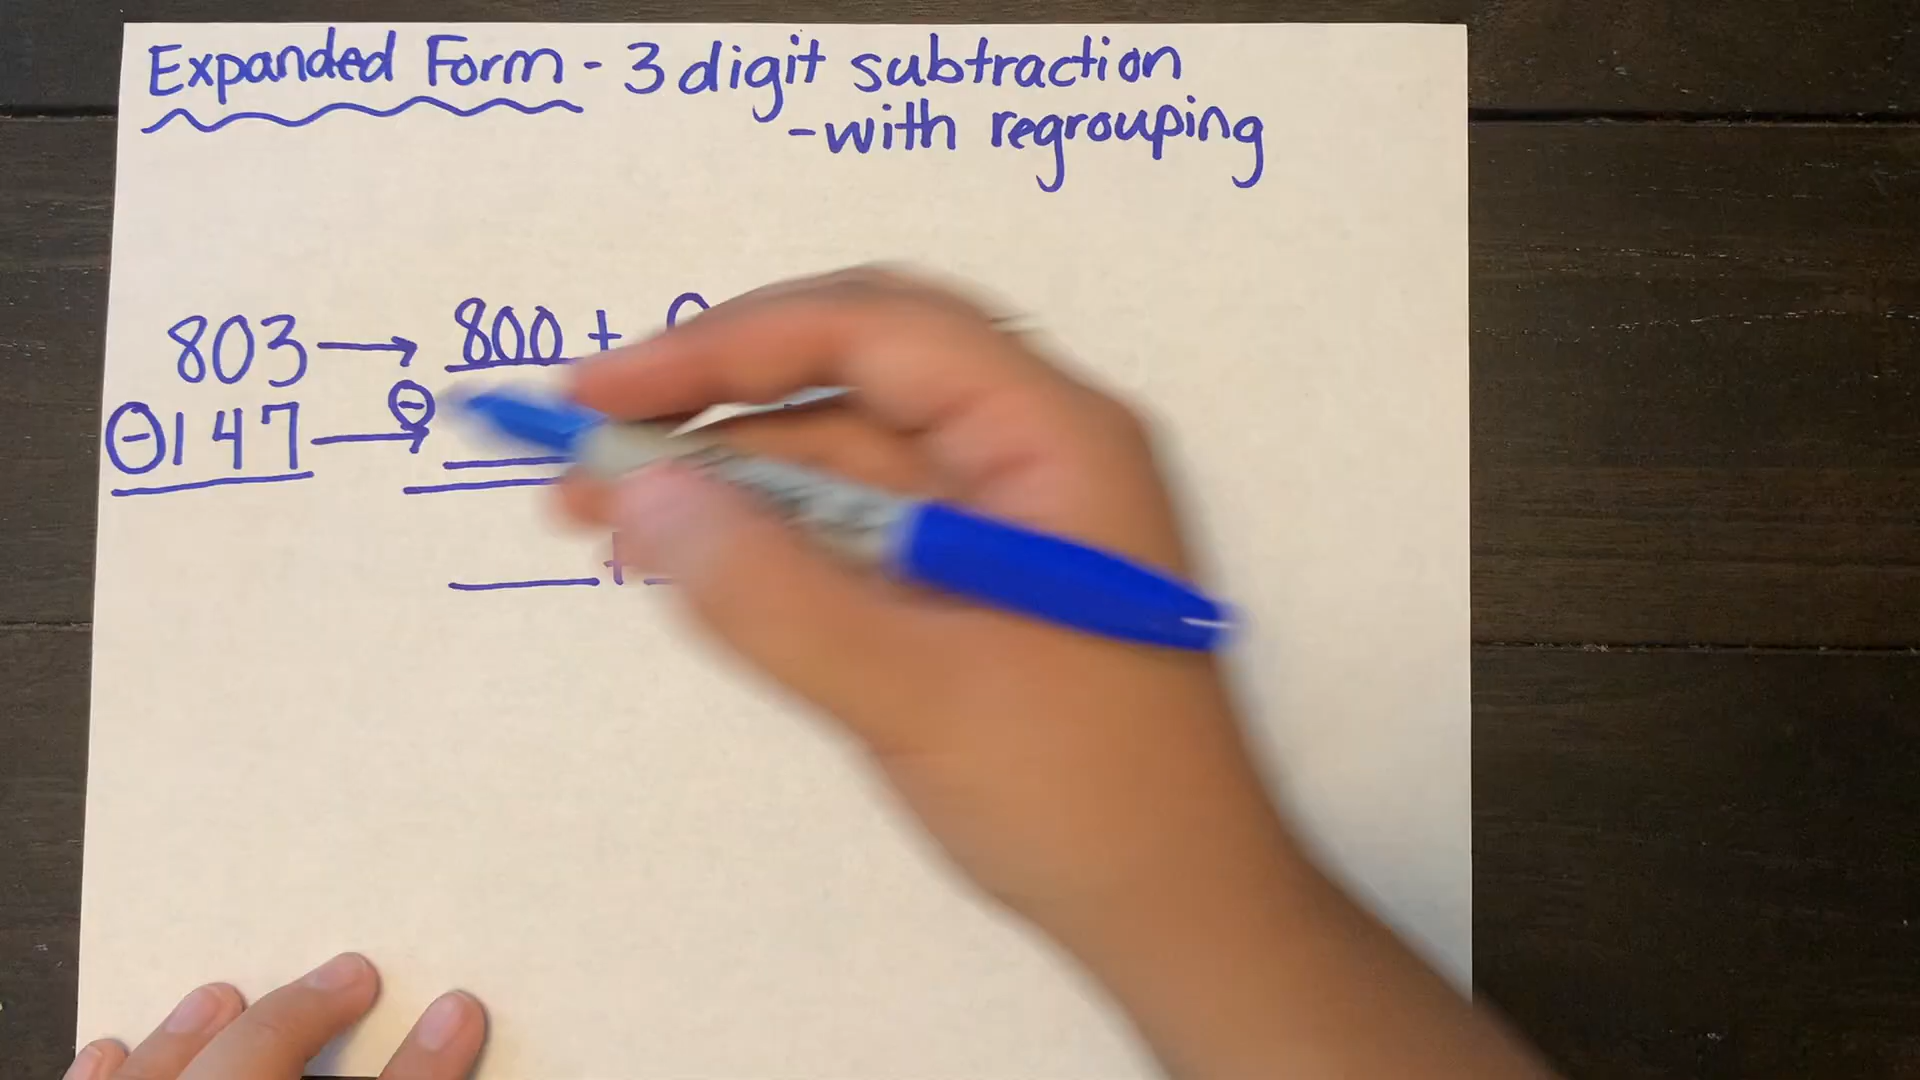 Expanded Form - 3 digit subtraction
- with regrouping
803 → 800 +
⊖147 → ⊖
+